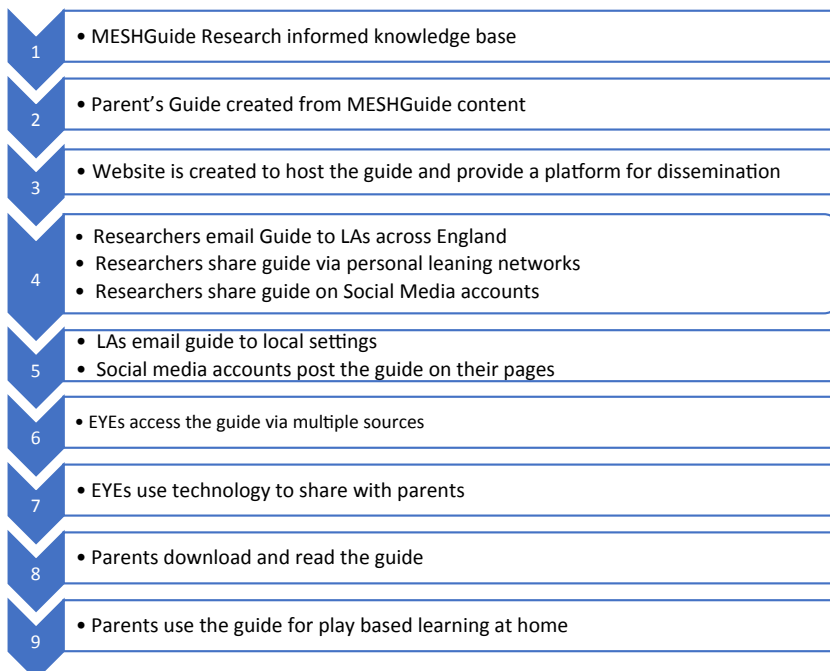 1
• MESHGuide Research informed knowledge base
2
• Parent’s Guide created from MESHGuide content
3
• Website is created to host the guide and provide a platform for dissemination
4
• Researchers email Guide to LAs across England
• Researchers share guide via personal leaning networks
• Researchers share guide on Social Media accounts
5
• LAs email guide to local settings
• Social media accounts post the guide on their pages
6
• EYEs access the guide via multiple sources
7
• EYEs use technology to share with parents
8
• Parents download and read the guide
9
• Parents use the guide for play based learning at home